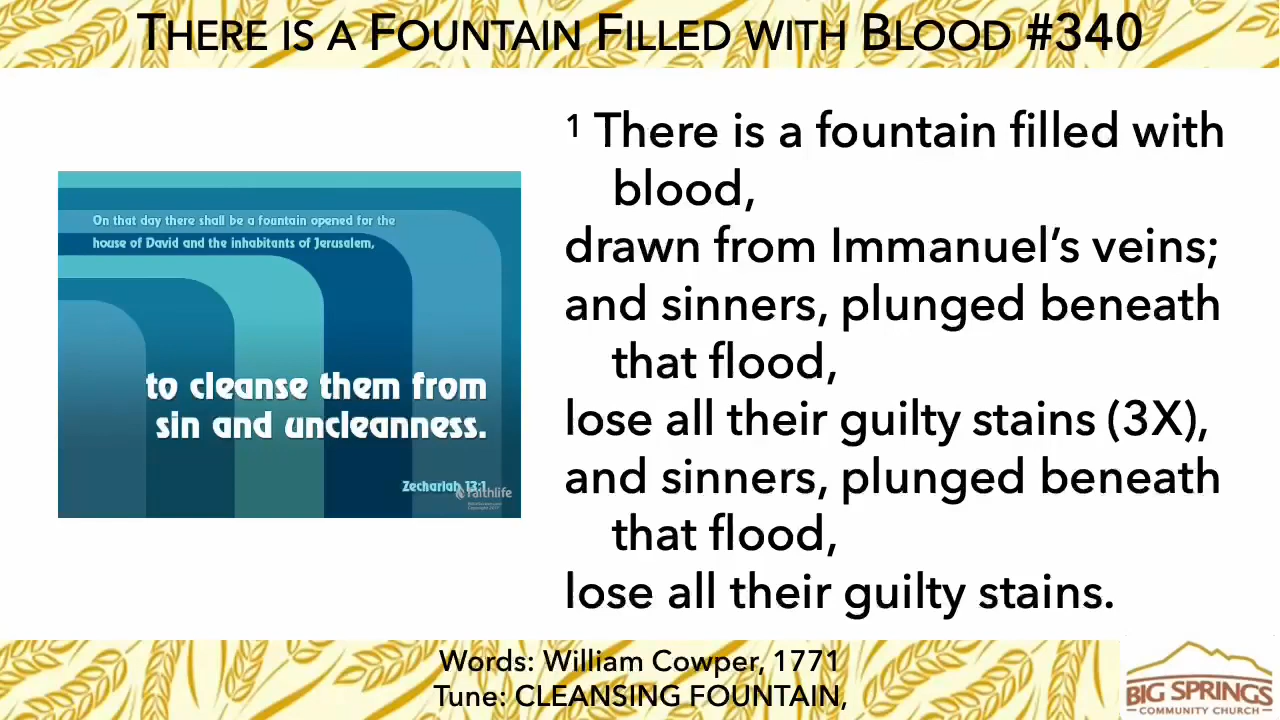 THERE IS A FOUNTAIN FILLED WITH BLOOD #340
On that day there shall be a fountain opened for the
house of David and the inhabitants of Jerusalem,
to cleanse them from
sin and uncleanness.
Zechariah 13:1
faithlife
1 There is a fountain filled with
blood,
drawn from Immanuel’s veins;
and sinners, plunged beneath
that flood,
lose all their guilty stains (3X),
and sinners, plunged beneath
that flood,
lose all their guilty stains.
Words: William Cowper, 1771
Tune: CLEANSING FOUNTAIN,
BIG SPRINGS
COMMUNITY CHURCH